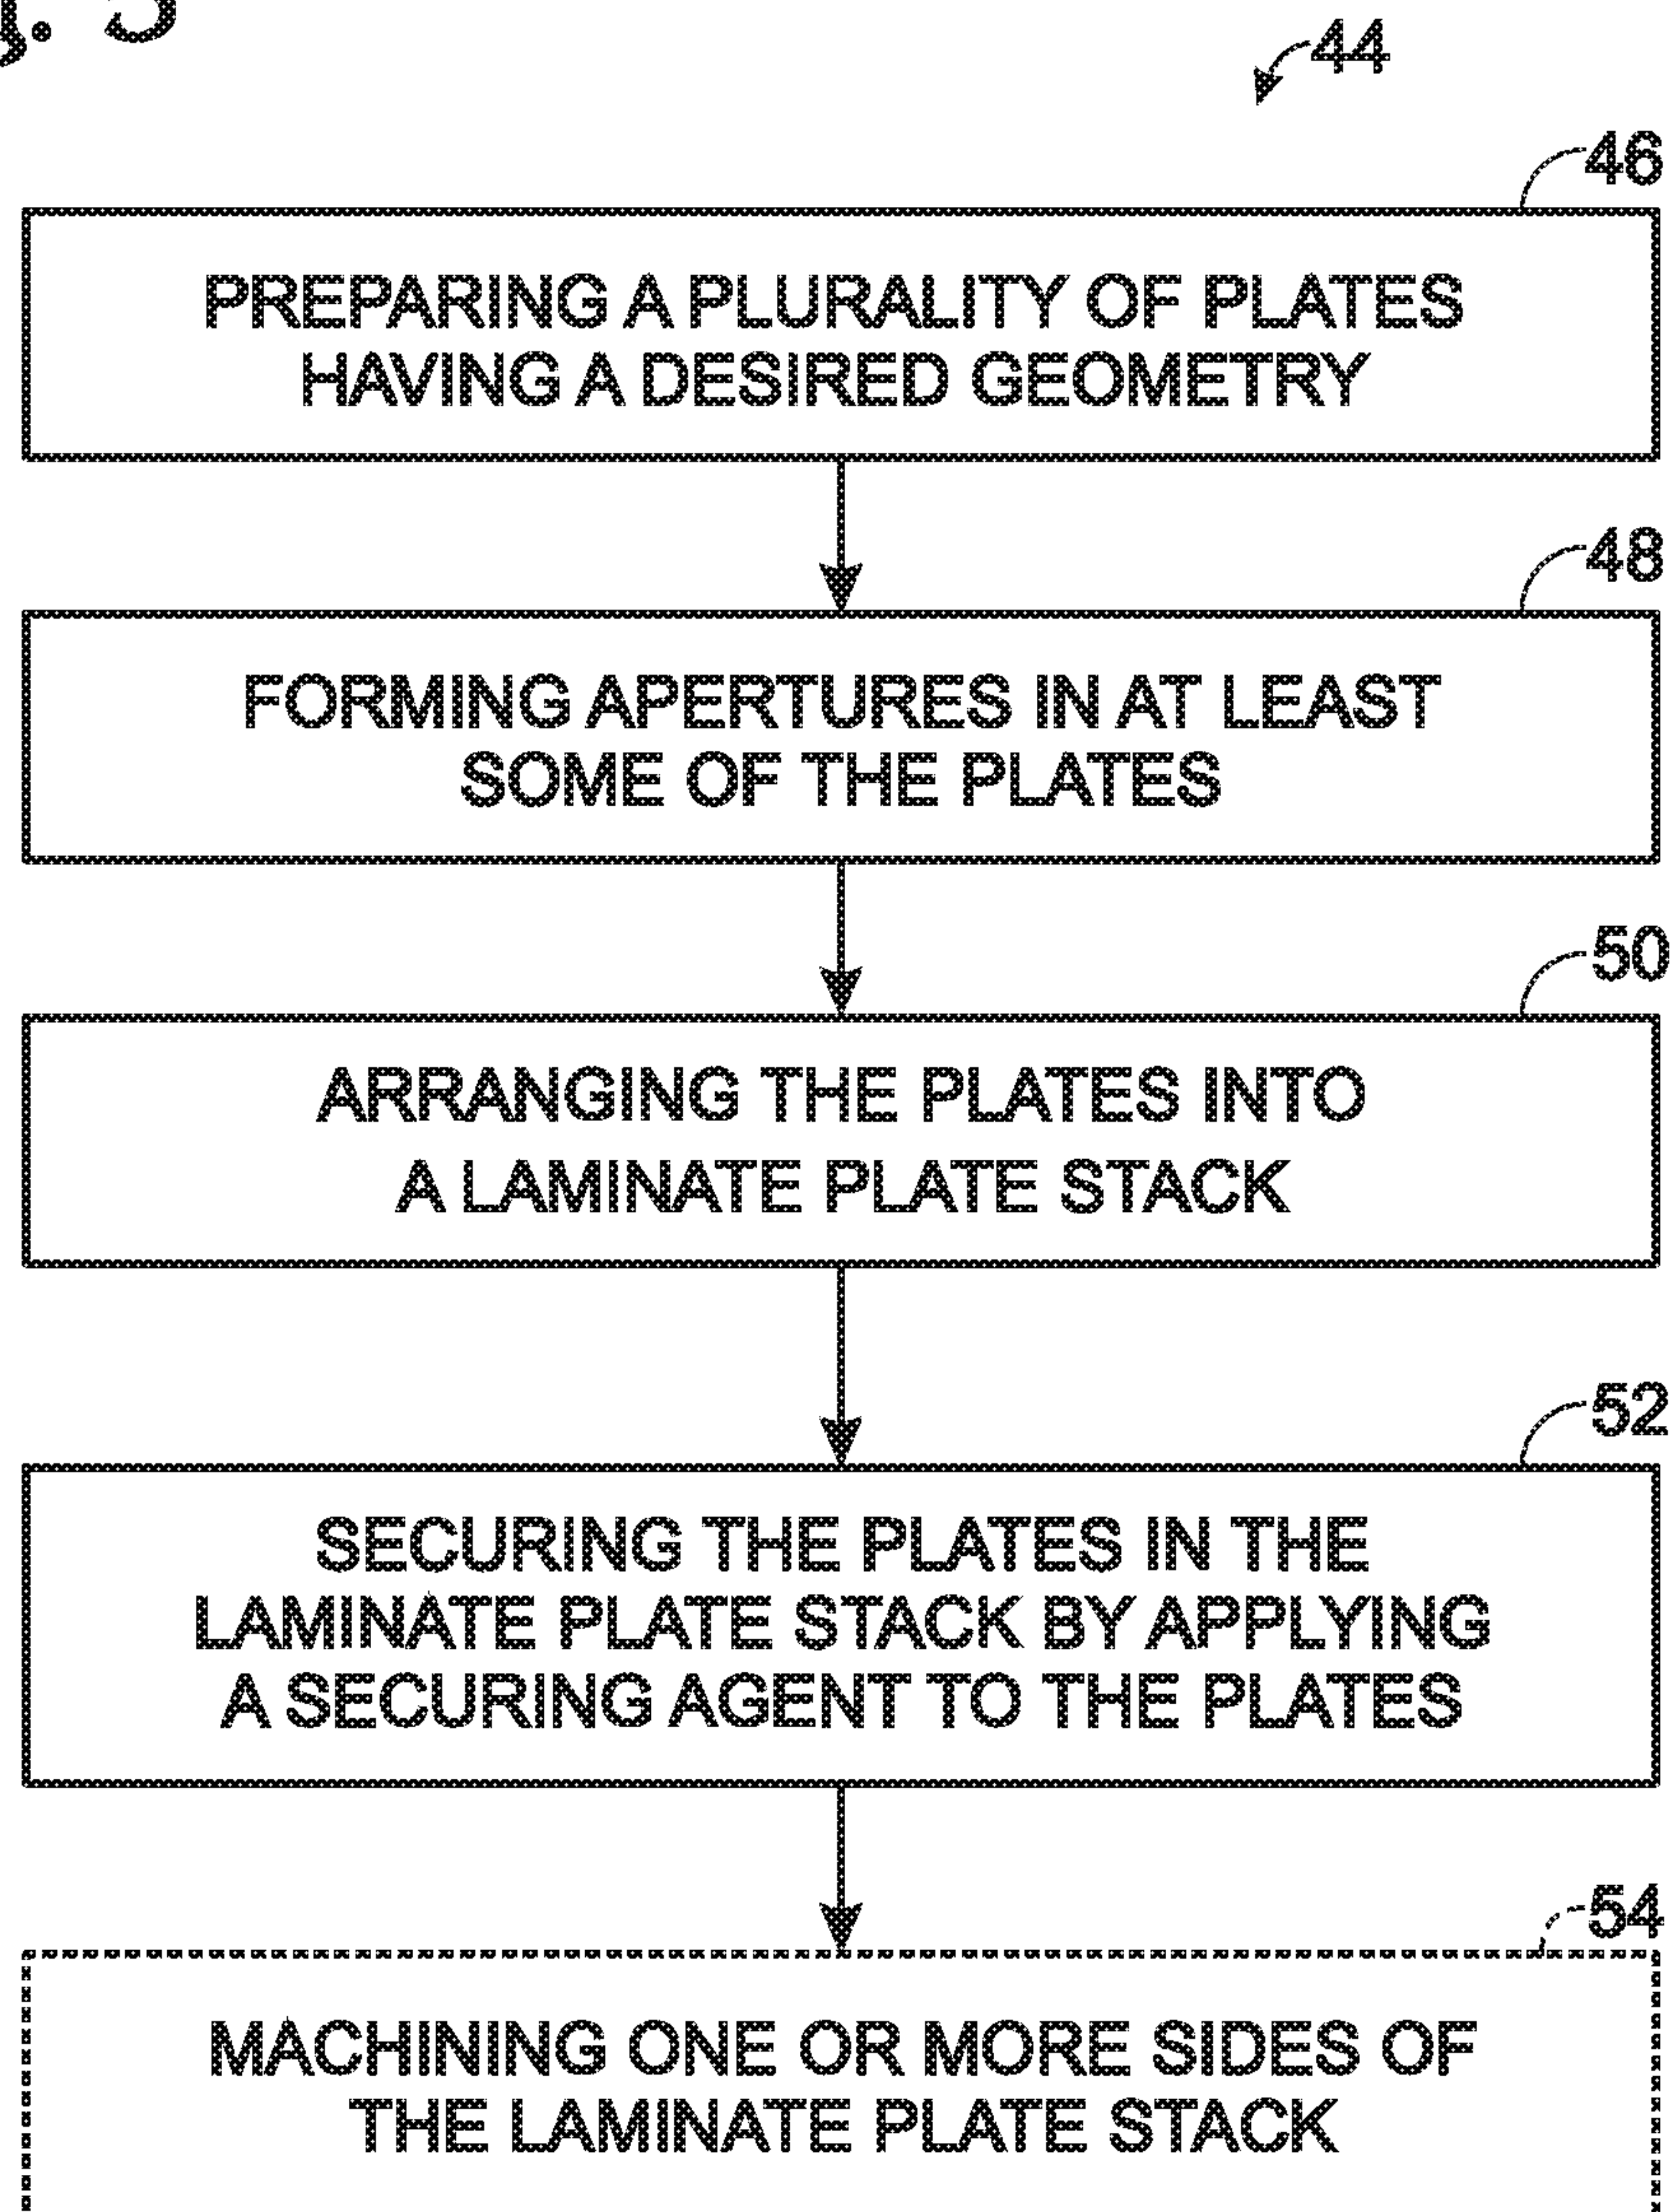 . 3
44
46
PREPARING A PLURALITY OF PLATES
HAVING A DESIRED GEOMETRY
48
FORMING APERTURES IN AT LEAST
SOME OF THE PLATES
50
ARRANGING THE PLATES INTO
A LAMINATE PLATE STACK
52
SECURING THE PLATES IN THE
LAMINATE PLATE STACK BY APPLYING
A SECURING AGENT TO THE PLATES
54
MACHINING ONE OR MORE SIDES OF
THE LAMINATE PLATE STACK